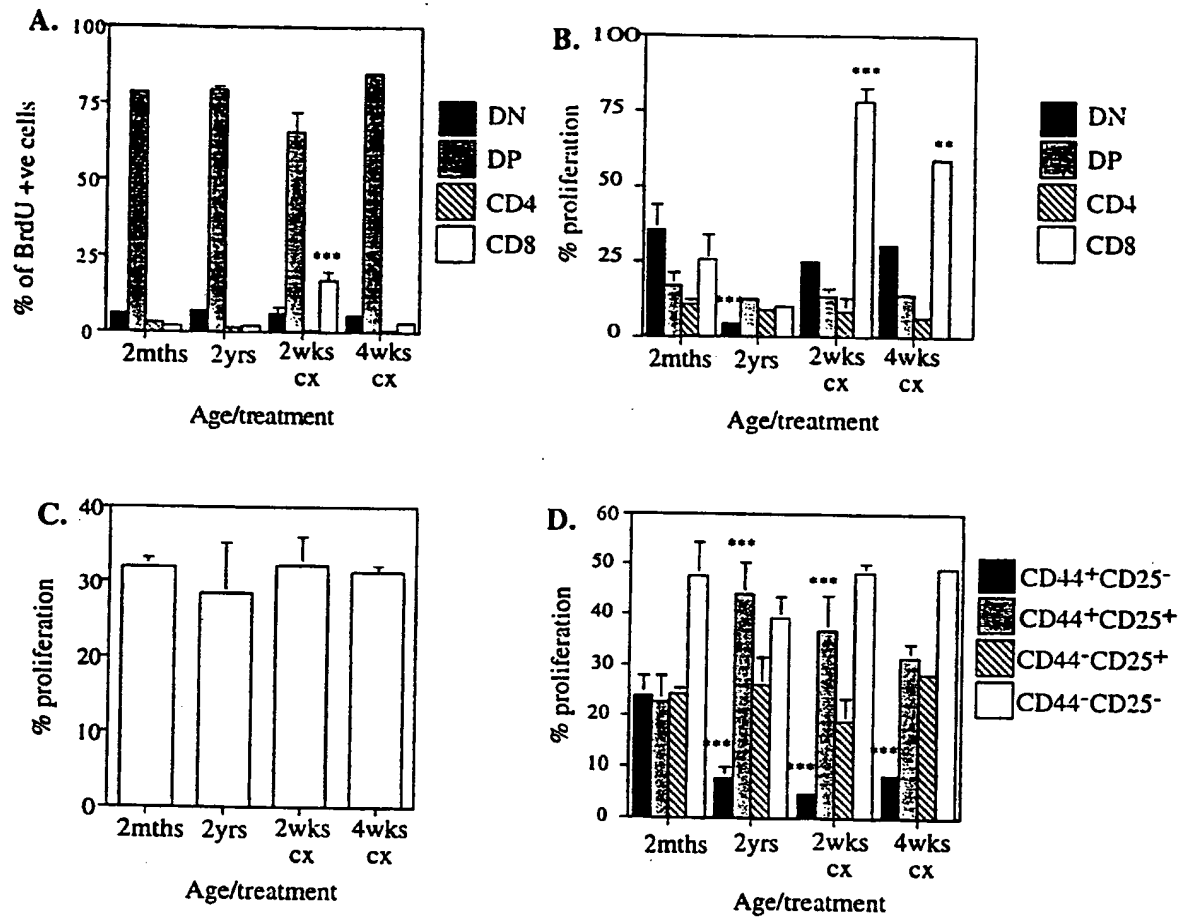 A.
100
75
50
25
0
% of BrdU +ve cells
***
2mths 2yrs 2wks cx 4wks cx
Age/treatment
DN
DP
CD4
CD8
B.
100
75
50
25
0
% proliferation
***
***
**
2mths 2yrs 2wks cx 4wks cx
Age/treatment
DN
DP
CD4
CD8
C.
40
30
20
10
0
% proliferation
2mths 2yrs 2wks cx 4wks cx
Age/treatment
D.
60
50
40
30
20
10
0
% proliferation
***
***
***
***
***
2mths 2yrs 2wks cx 4wks cx
Age/treatment
CD44+CD25-
CD44+CD25+
CD44-CD25+
CD44-CD25-